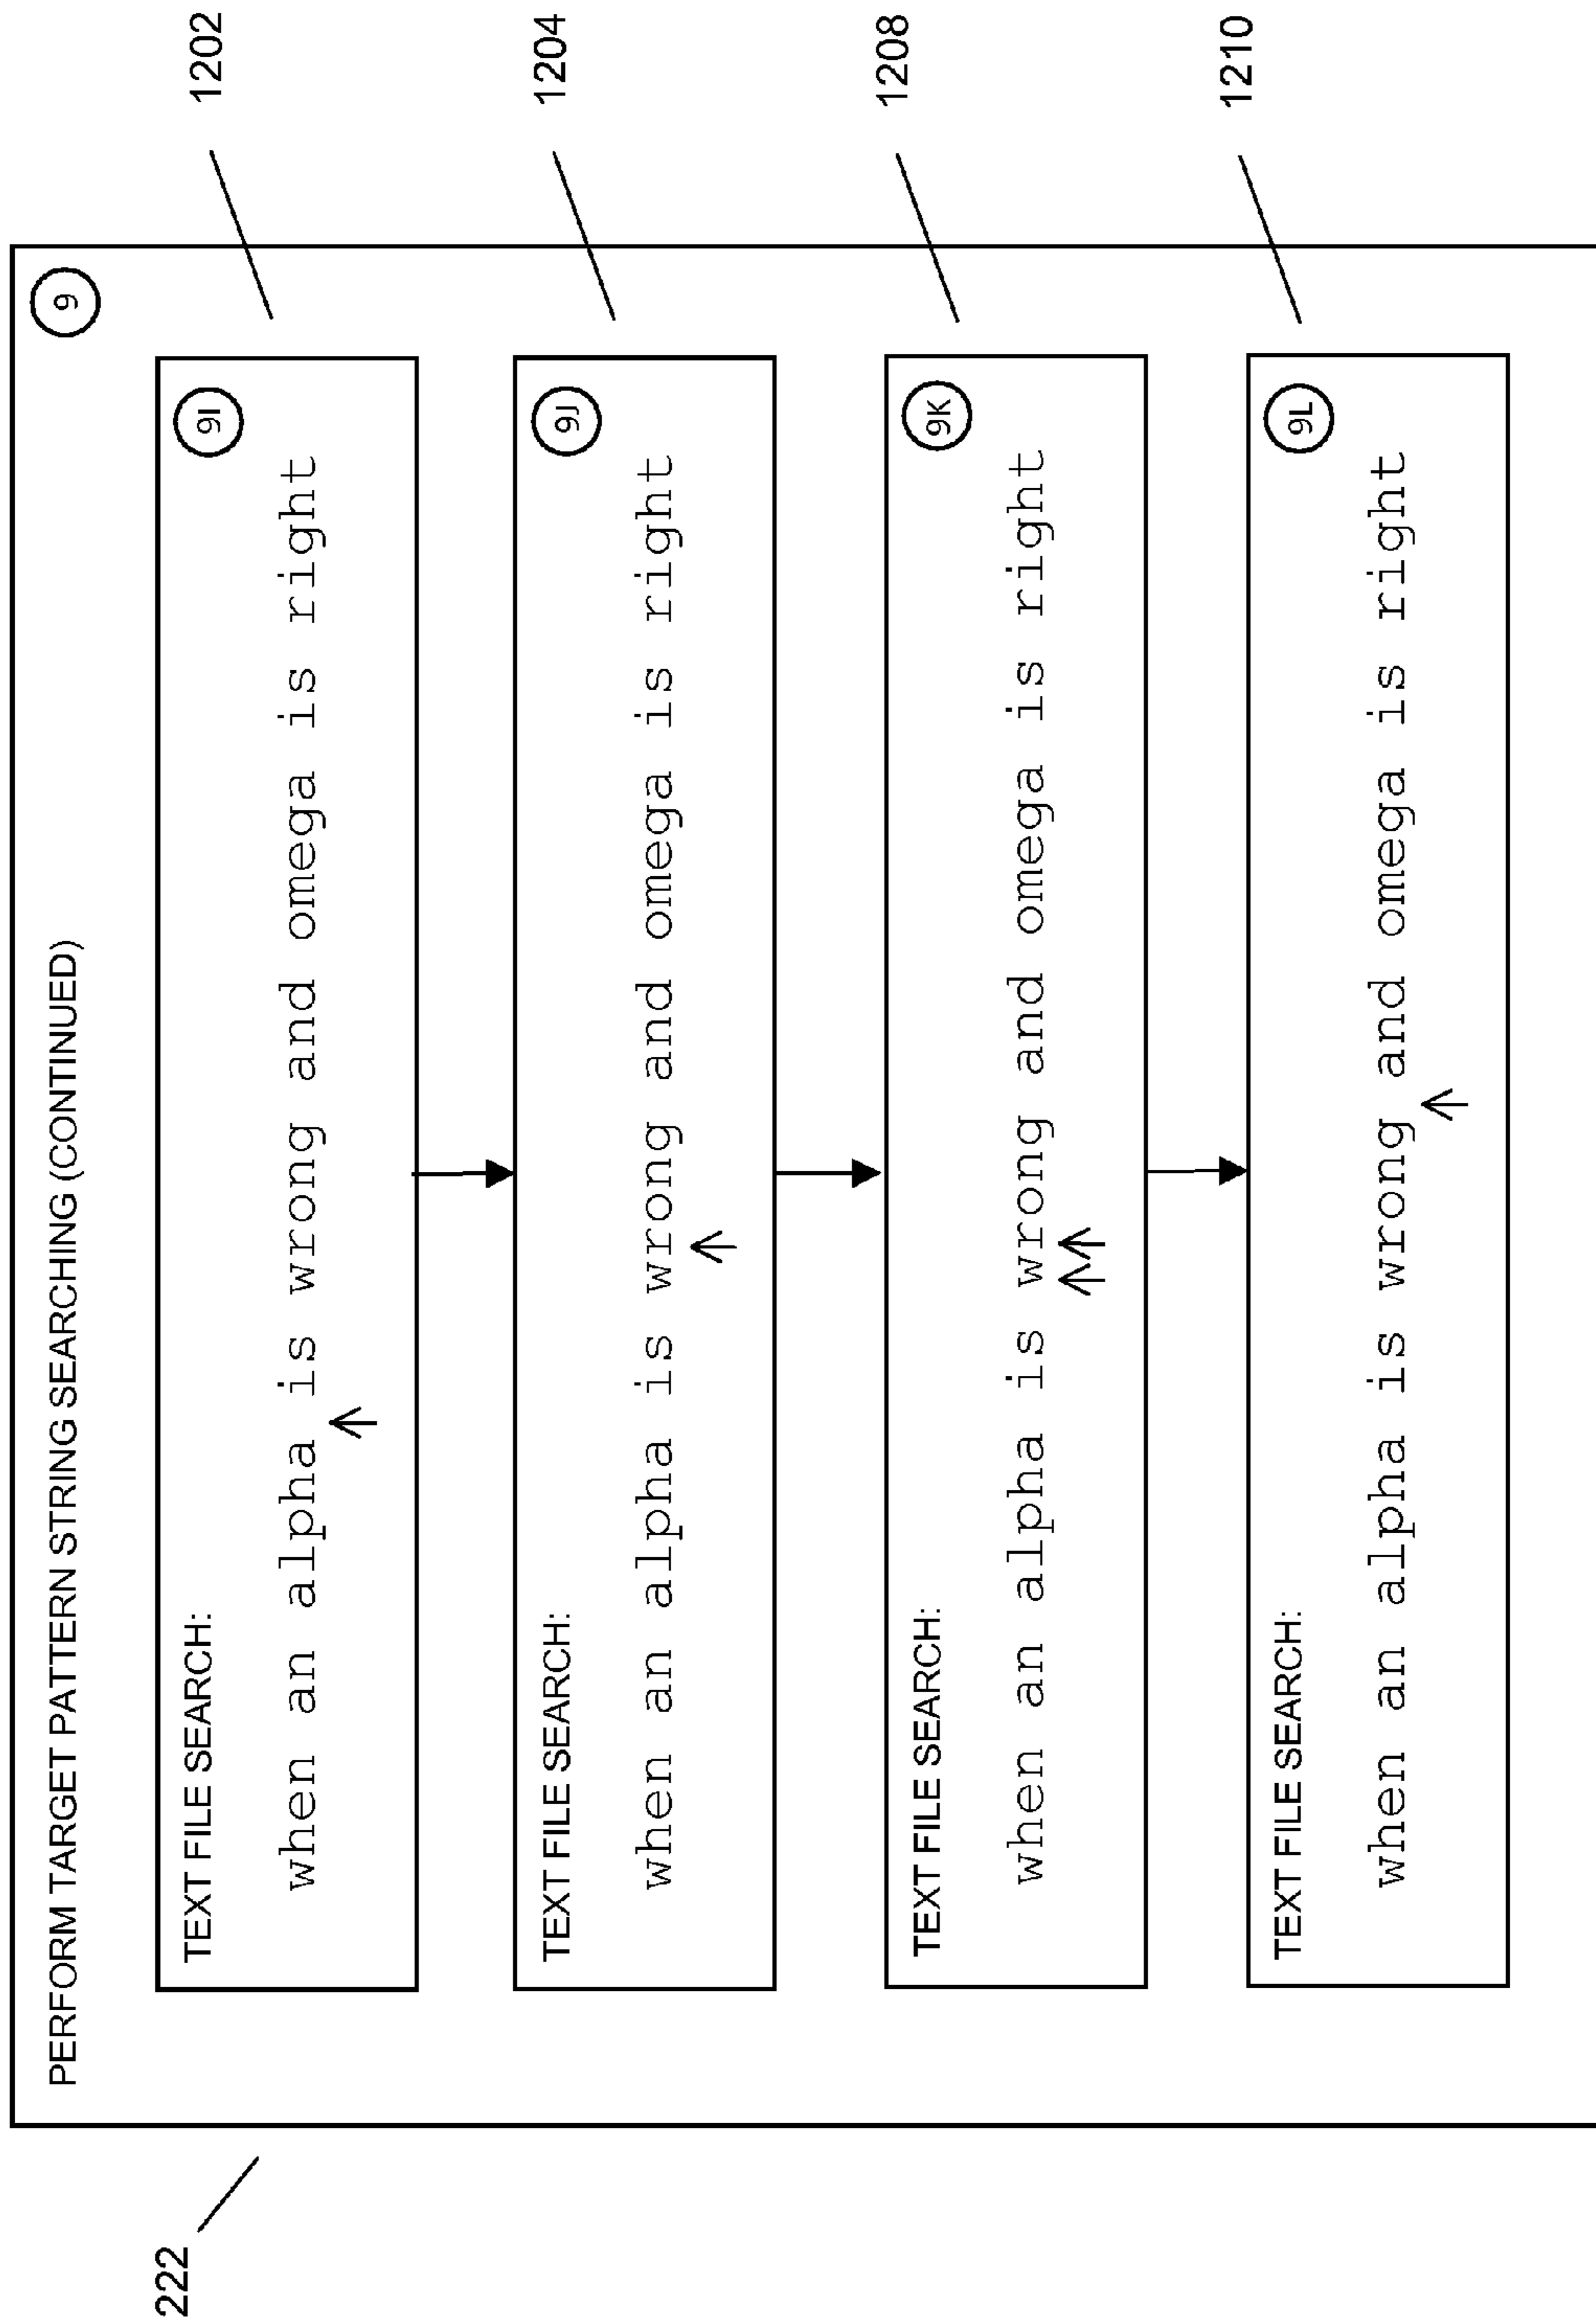 222
PERFORM TARGET PATTERN STRING SEARCHING (CONTINUED)
9
TEXT FILE SEARCH:
9I
when an alpha is wrong and omega is right
1202
TEXT FILE SEARCH:
9J
when an alpha is wrong and omega is right
1204
TEXT FILE SEARCH:
9K
when an alpha is wrong and omega is right
1208
TEXT FILE SEARCH:
9L
when an alpha is wrong and omega is right
1210